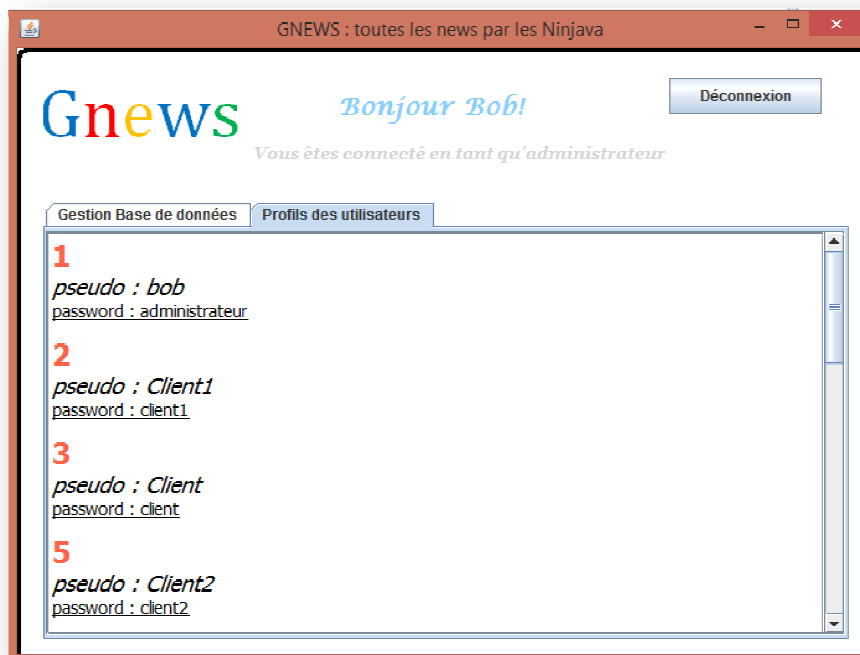 GNEWS : toutes les news par les Ninjava
Gnews
Bonjour Bob!
Déconnexion
Vous êtes connecté en tant qu'administrateur
Gestion Base de données
Profils des utilisateurs
1
pseudo : bob
password : administrateur
2
pseudo : Client1
password : client1
3
pseudo : Client
password : client
5
pseudo : Client2
password : client2